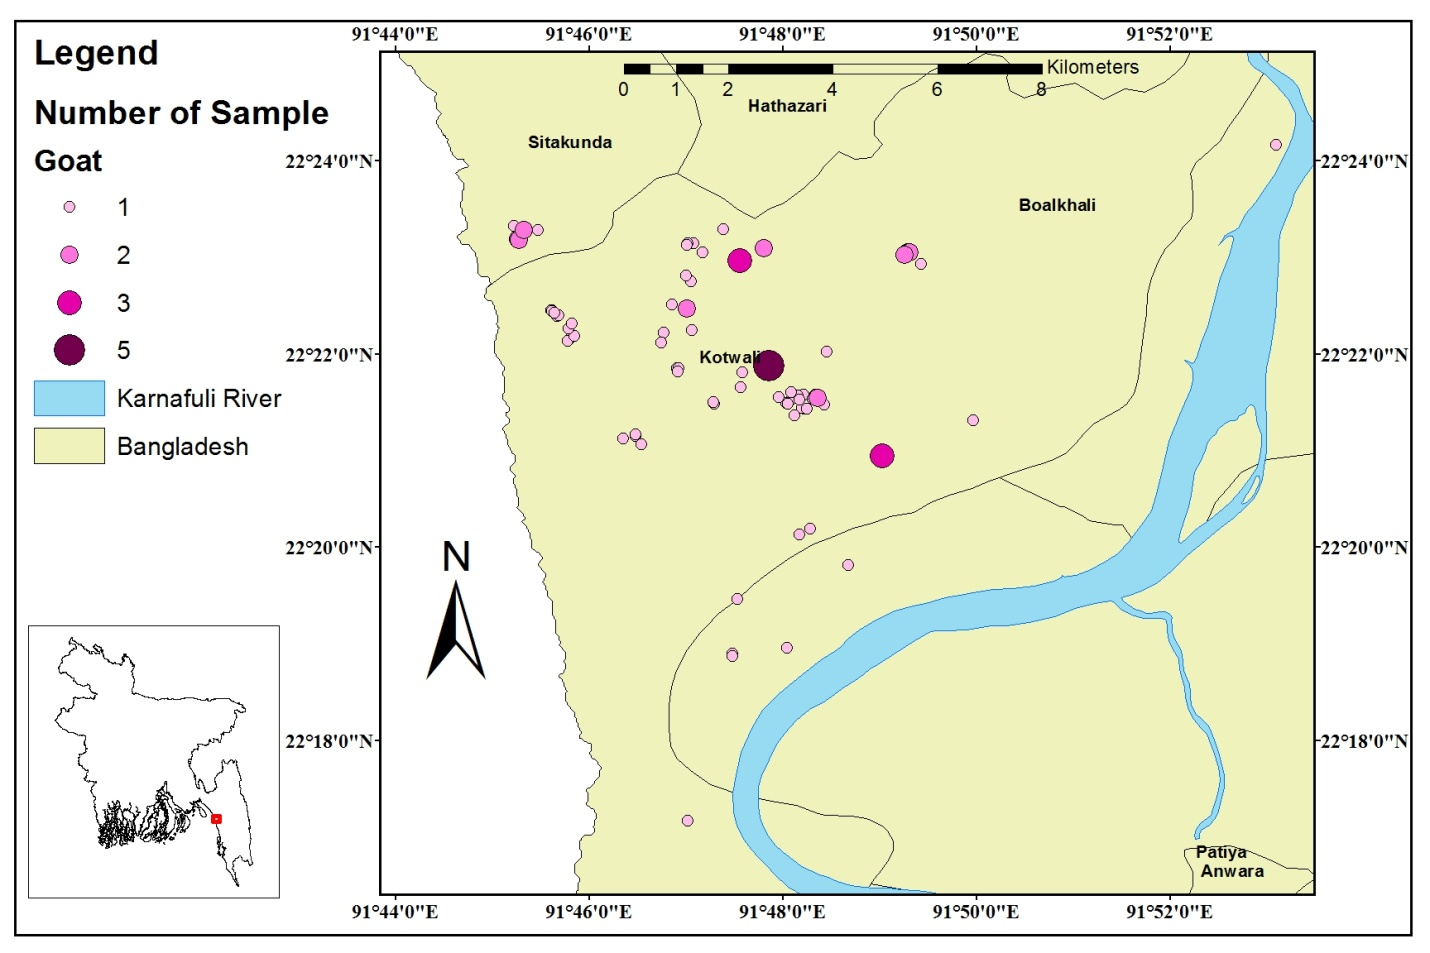 Legend
Number of Sample
Goat
1
2
3
5
Karnafuli River
Bangladesh
N
91°44'0"E 91°46'0"E 91°48'0"E 91°50'0"E 91°52'0"E
Kilometers
0 1 2 4 6 8
Hathazari
Sitakunda
22°24'0"N 22°24'0"N
Boalkhali
22°22'0"N 22°22'0"N
Kotwali
22°20'0"N 22°20'0"N
22°18'0"N 22°18'0"N
Patiya
Anwara
91°44'0"E 91°46'0"E 91°48'0"E 91°50'0"E 91°52'0"E